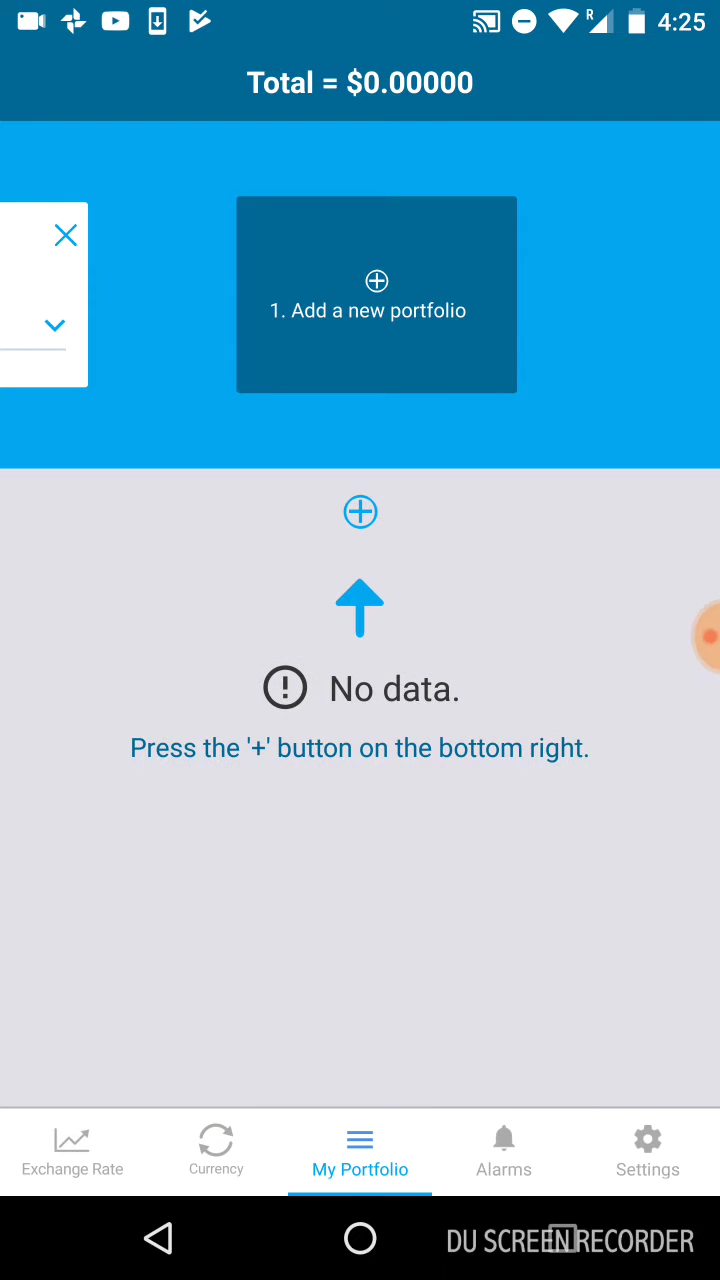 R 4:25
Total = $0.00000
1. Add a new portfolio
No data.
Press the '+' button on the bottom right.
Exchange Rate Currency My Portfolio Alarms Settings
DU SCREEN RECORDER